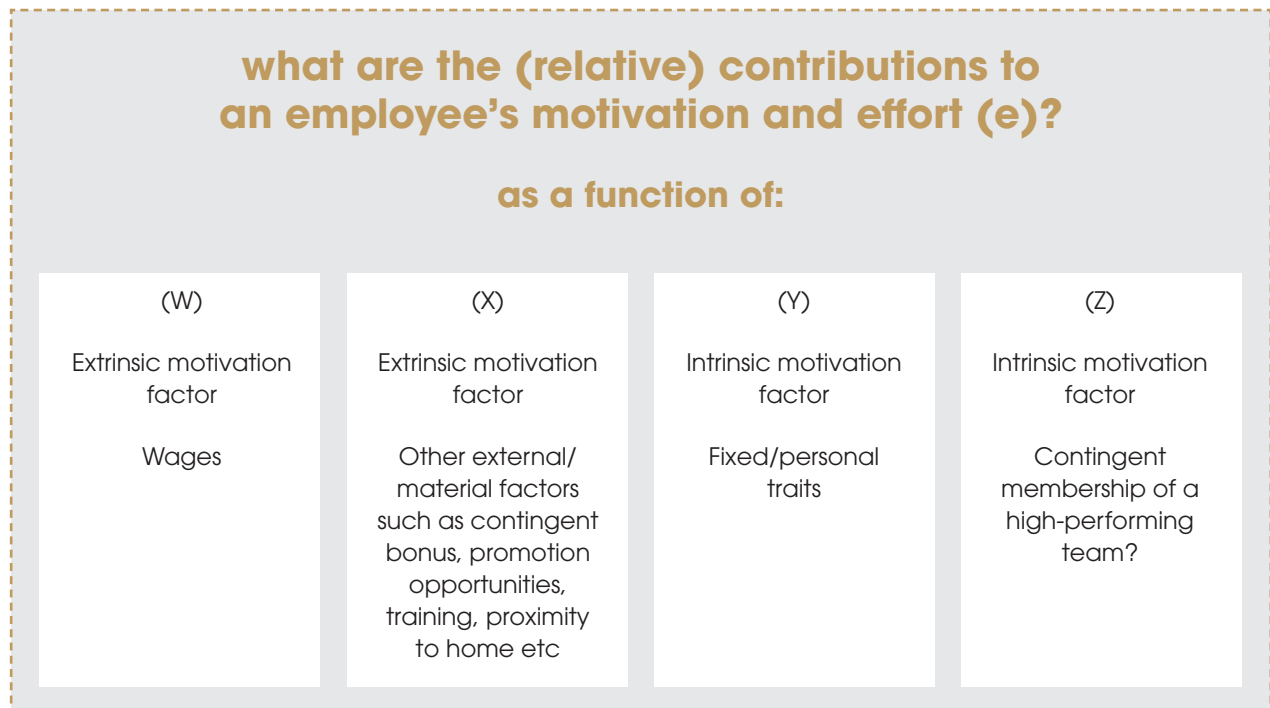 what are the (relative) contributions to
an employee's motivation and effort (e)?
as a function of:
(W)
Extrinsic motivation
factor
Wages
(X)
Extrinsic motivation
factor
Other external/
material factors
such as contingent
bonus, promotion
opportunities,
training, proximity
to home etc
(Y)
Intrinsic motivation
factor
Fixed/personal
traits
(Z)
Intrinsic motivation
factor
Contingent
membership of a
high-performing
team?